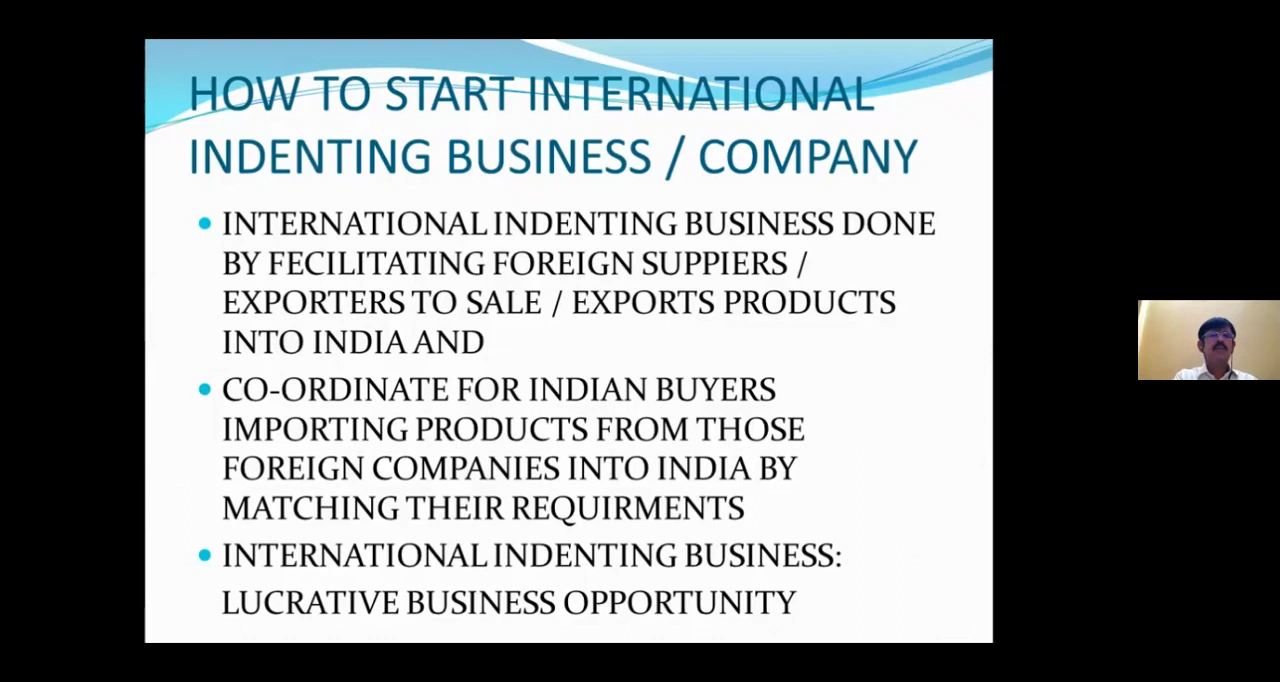 HOW TO START INTERNATIONAL
INDENTING BUSINESS / COMPANY
• INTERNATIONAL INDENTING BUSINESS DONE
BY FECILITATING FOREIGN SUPPIERS /
EXPORTERS TO SALE / EXPORTS PRODUCTS
INTO INDIA AND
• CO-ORDINATE FOR INDIAN BUYERS
IMPORTING PRODUCTS FROM THOSE
FOREIGN COMPANIES INTO INDIA BY
MATCHING THEIR REQUIRMENTS
• INTERNATIONAL INDENTING BUSINESS:
LUCRATIVE BUSINESS OPPORTUNITY